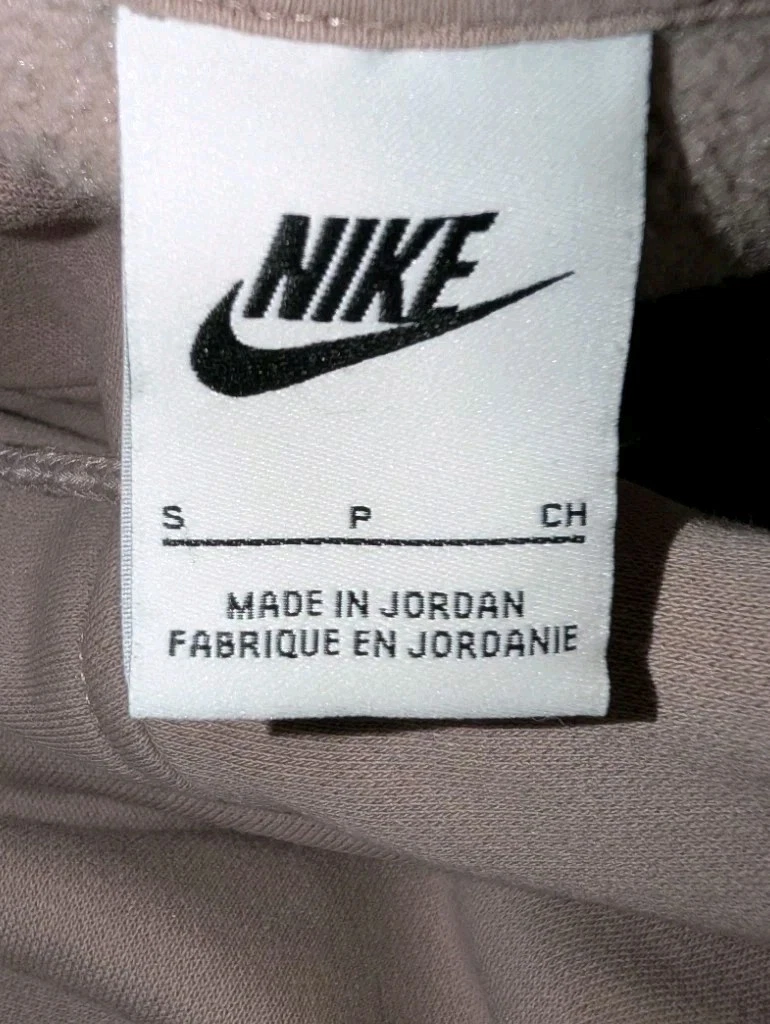 NIKE
S P CH
MADE IN JORDAN
FABRIQUE EN JORDANIE